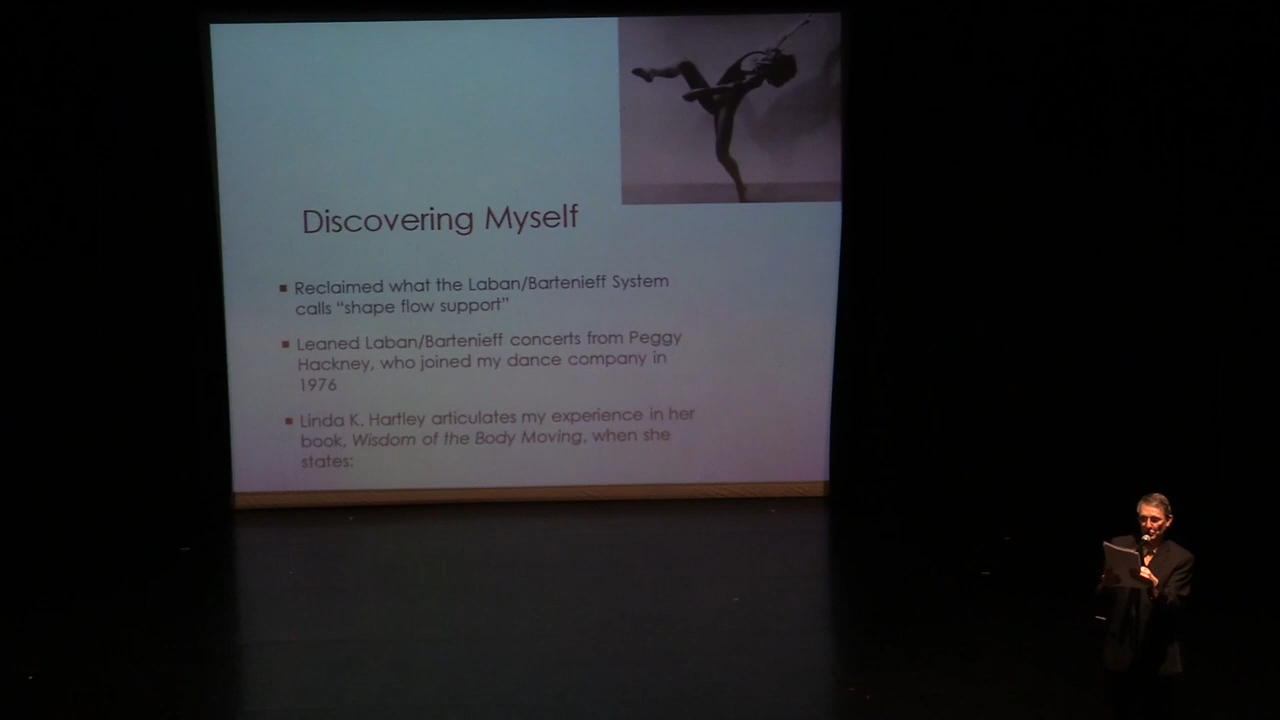 Discovering Myself
▪ Reclaimed what the Laban/Bartenieff System
calls “shape flow support”
▪ Leaned Laban/Bartenieff concerts from Peggy
Hackney, who joined my dance company in
1976
▪ Linda K. Hartley articulates my experience in her
book, Wisdom of the Body Moving, when she
states: